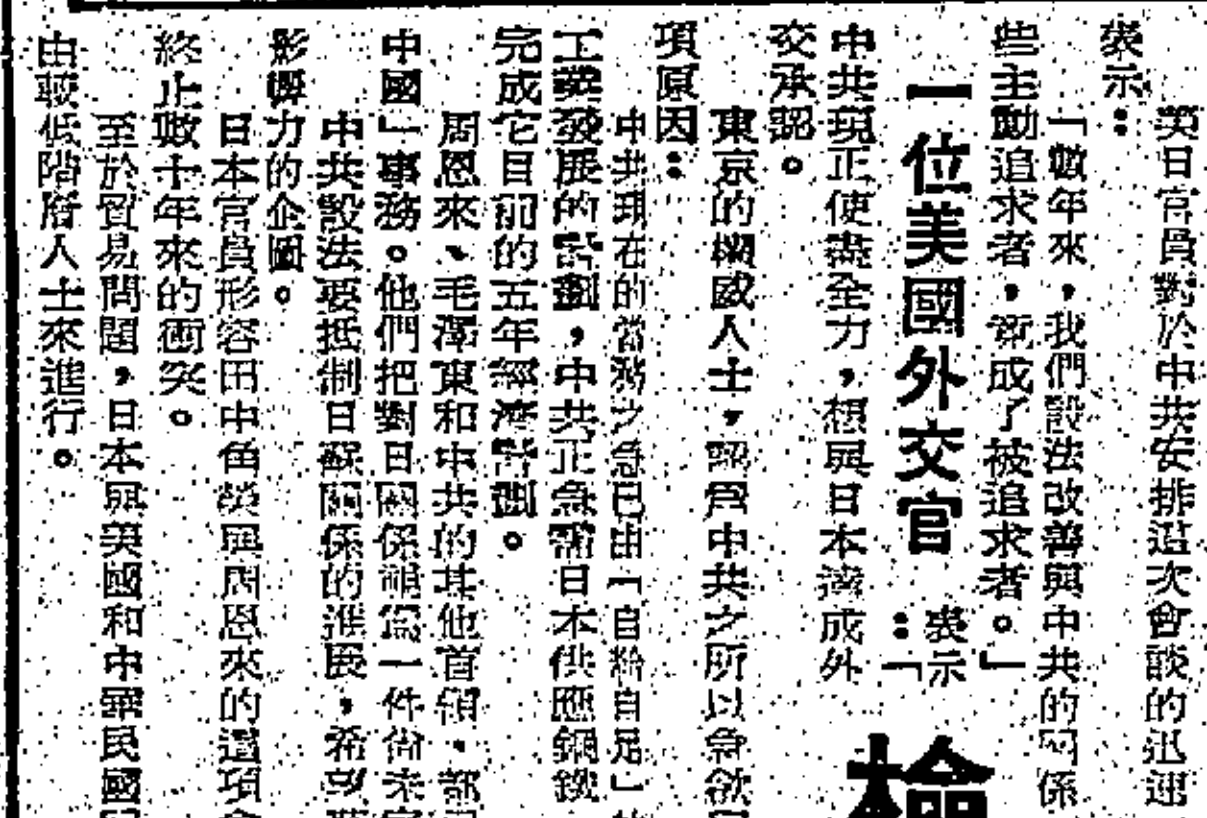 英日官員對於中共安排這次會談的迅速
表示：
「數年來，我們設法改善與中共的關係
些主動追求者，而成了被追求者。」
一位美國外交官表示：「
中共現正使盡全力，想與日本達成外
交承認。
東京的權威人士，認為中共之所以急欲
項原因：
中共現在的當務之急已由「自給自足」
工業發展的計劃，中共正急需日本供應鋼鐵
完成它目前的五年經濟計劃。
周恩來、毛澤東和中共的其他首領，都
中國」事務。他們把對日關係視為一件尚未
中共設法要抵制日蘇關係的進展，希望
影響力的企圖。
日本官員形容田中角榮與周恩來的這項
終止數十年來的衝突。
至於貿易問題，日本與美國和中華民國
由較低階層人士來進行。
檢